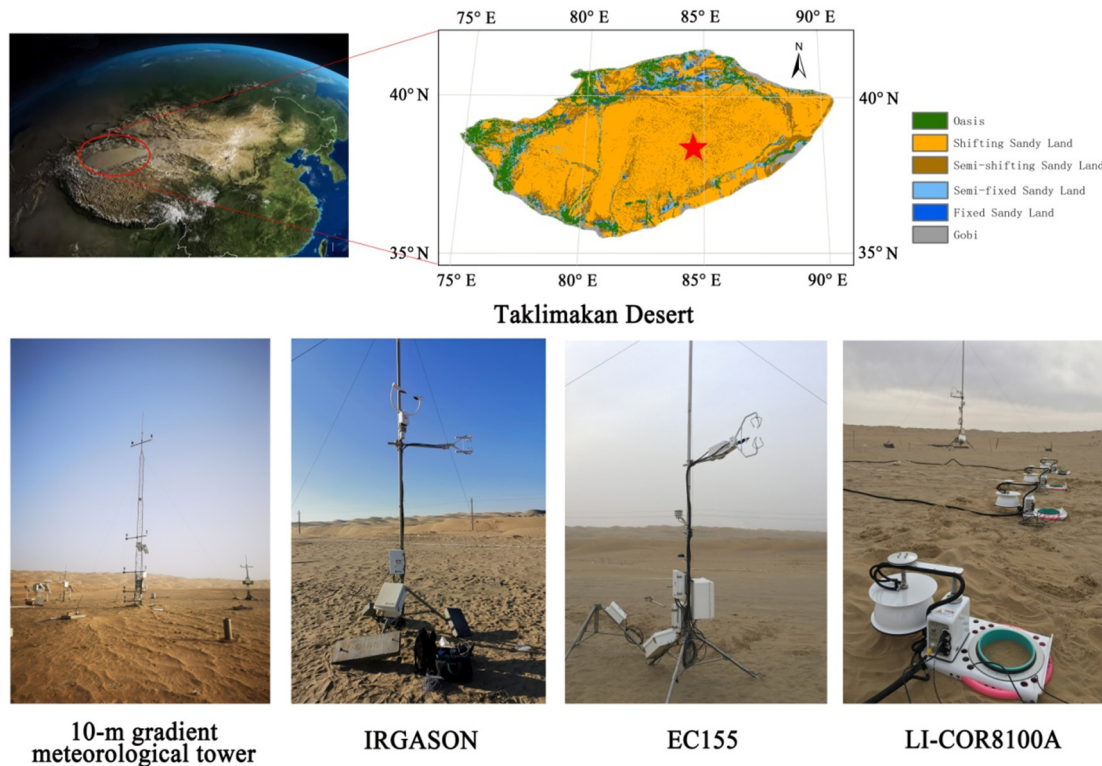 75° E 80° E 85° E 90° E
N
40° N 40° N
Oasis
Shifting Sandy Land
Semi-shifting Sandy Land
Semi-fixed Sandy Land
Fixed Sandy Land
Gobi
35° N 35° N
75° E 80° E 85° E 90° E
Taklimakan Desert
10-m gradient
meteorological tower
IRGASON
EC155
LI-COR8100A